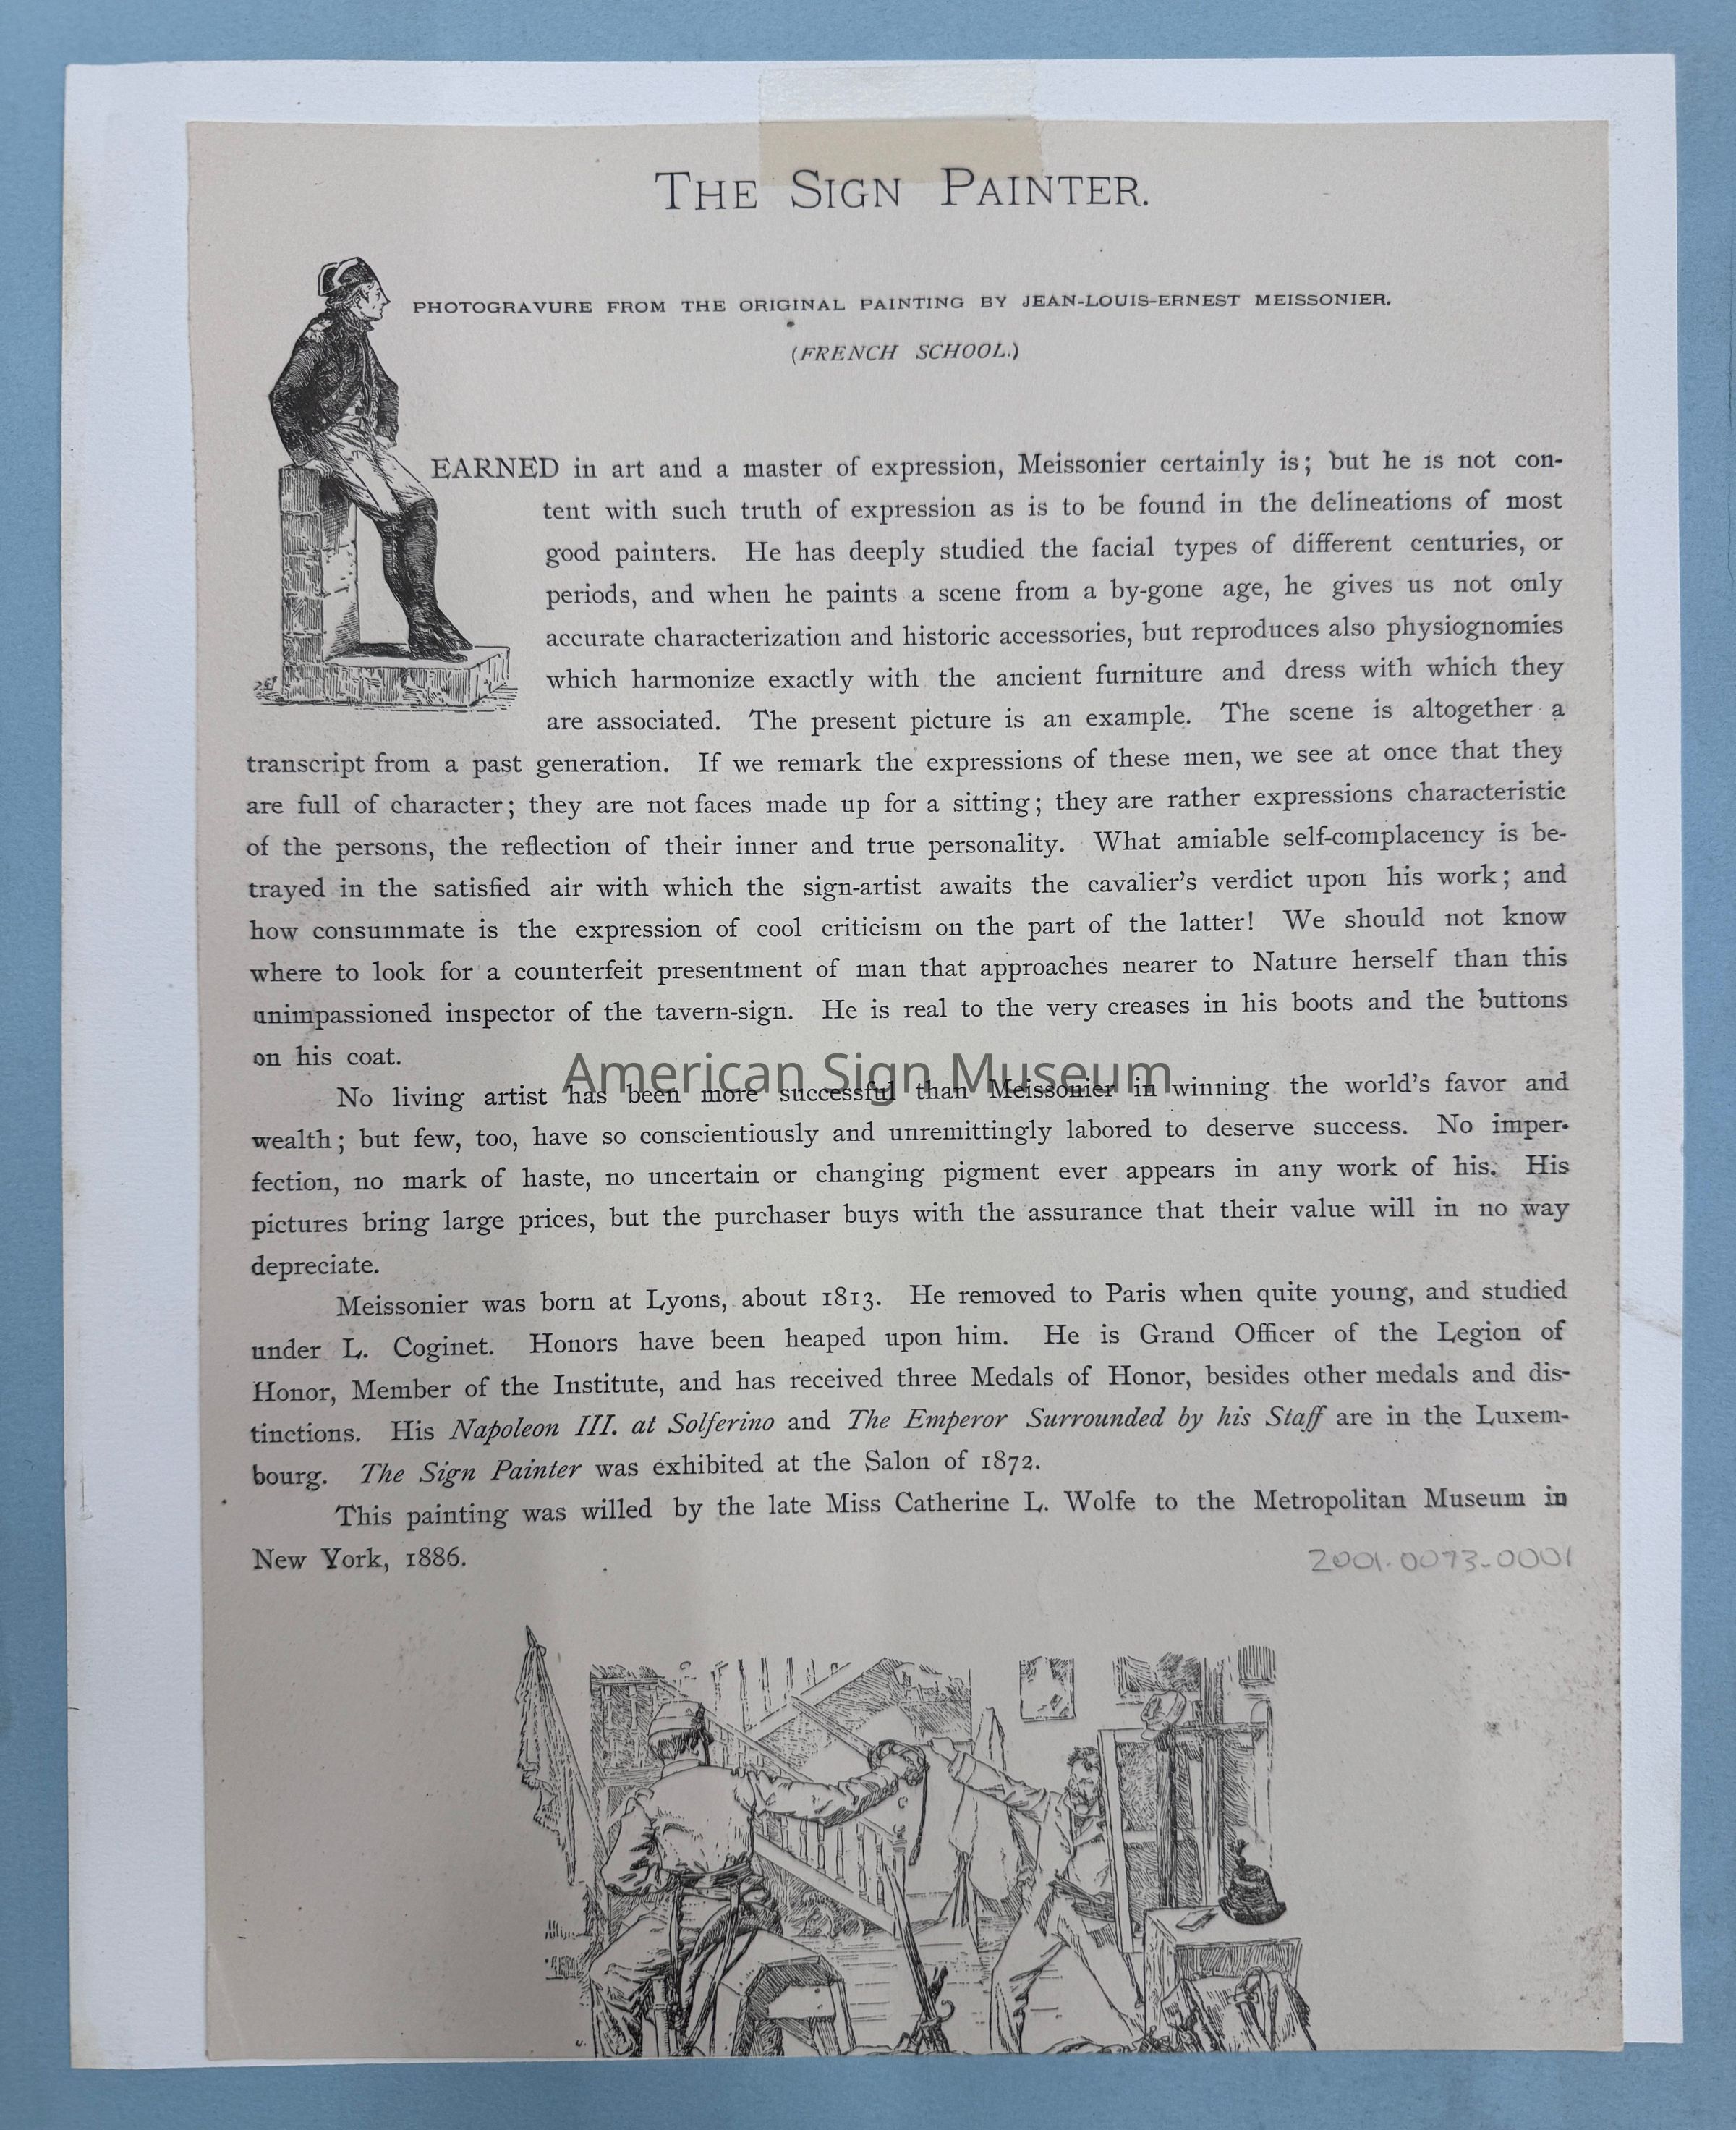 THE SIGN PAINTER.
PHOTOGRAVURE FROM THE ORIGINAL PAINTING BY JEAN-LOUIS-ERNEST MEISSONIER.
(FRENCH SCHOOL.)
EARNED in art and a master of expression, Meissonier certainly is; but he is not con-
tent with such truth of expression as is to be found in the delineations of most
good painters. He has deeply studied the facial types of different centuries, or
periods, and when he paints a scene from a by-gone age, he gives us not only
accurate characterization and historic accessories, but reproduces also physiognomies
which harmonize exactly with the ancient furniture and dress with which they
are associated. The present picture is an example. The scene is altogether a
transcript from a past generation. If we remark the expressions of these men, we see at once that they
are full of character; they are not faces made up for a sitting; they are rather expressions characteristic
of the persons, the reflection of their inner and true personality. What amiable self-complacency is be-
trayed in the satisfied air with which the sign-artist awaits the cavalier's verdict upon his work; and
how consummate is the expression of cool criticism on the part of the latter! We should not know
where to look for a counterfeit presentment of man that approaches nearer to Nature herself than this
unimpassioned inspector of the tavern-sign. He is real to the very creases in his boots and the buttons
on his coat.
American Sign Museum
No living artist has been more successful than Meissonier in winning the world's favor and
wealth; but few, too, have so conscientiously and unremittingly labored to deserve success. No imper-
fection, no mark of haste, no uncertain or changing pigment ever appears in any work of his. His
pictures bring large prices, but the purchaser buys with the assurance that their value will in no way
depreciate.
Meissonier was born at Lyons, about 1813. He removed to Paris when quite young, and studied
under L. Coginet. Honors have been heaped upon him. He is Grand Officer of the Legion of
Honor, Member of the Institute, and has received three Medals of Honor, besides other medals and dis-
tinctions. His Napoleon III. at Solferino and The Emperor Surrounded by his Staff are in the Luxem-
bourg. The Sign Painter was exhibited at the Salon of 1872.
This painting was willed by the late Miss Catherine L. Wolfe to the Metropolitan Museum in
New York, 1886.
2001.0073-0001